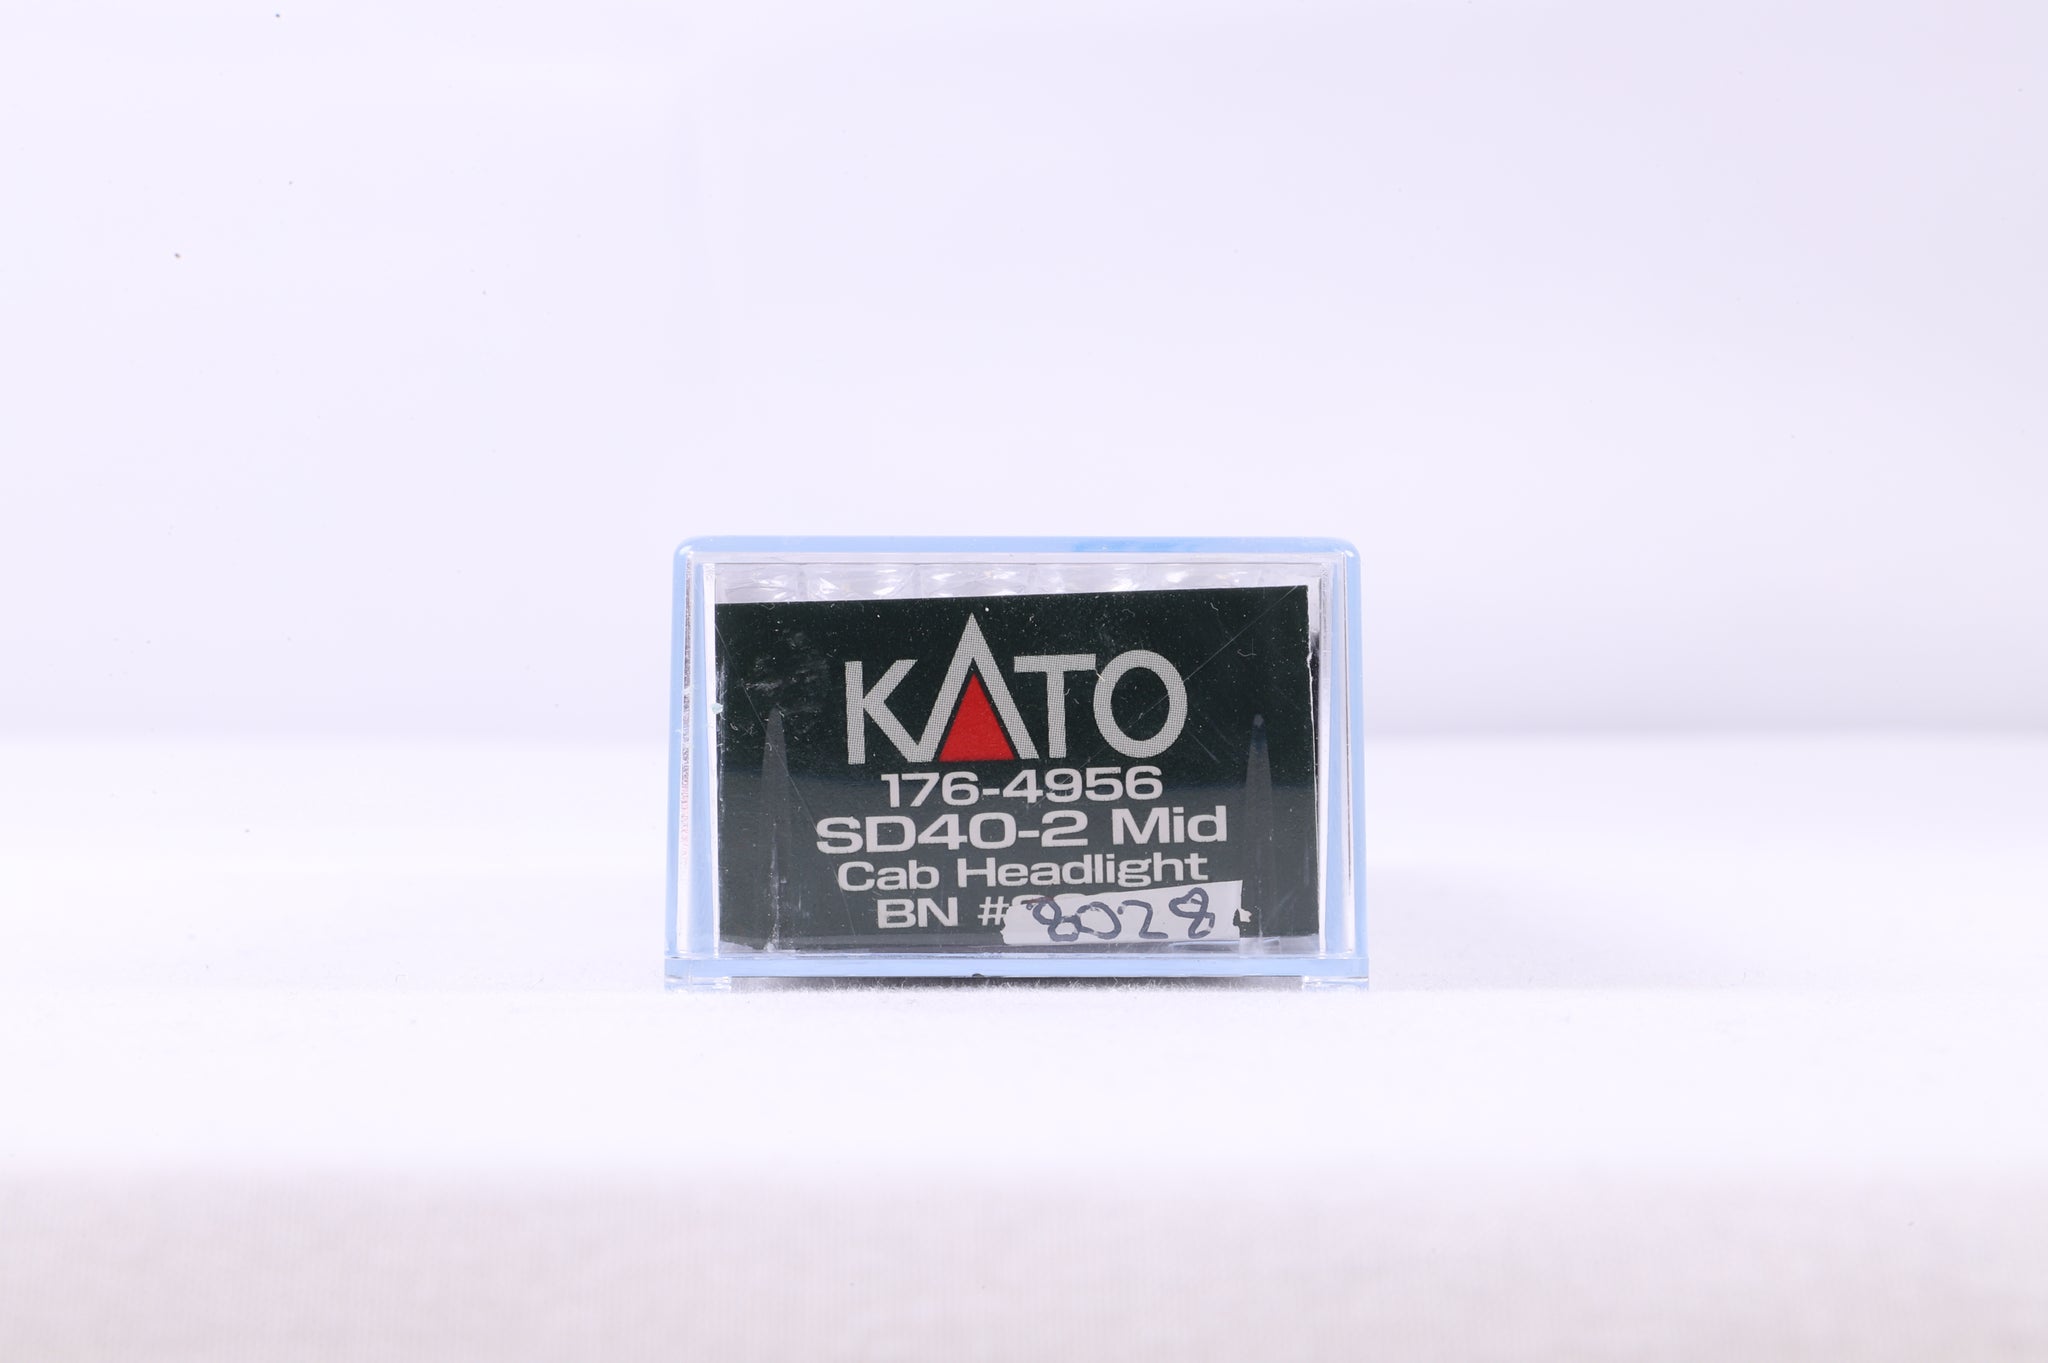 KATO
176-4956
SD40-2 Mid
Cab Headlight
BN # 8028